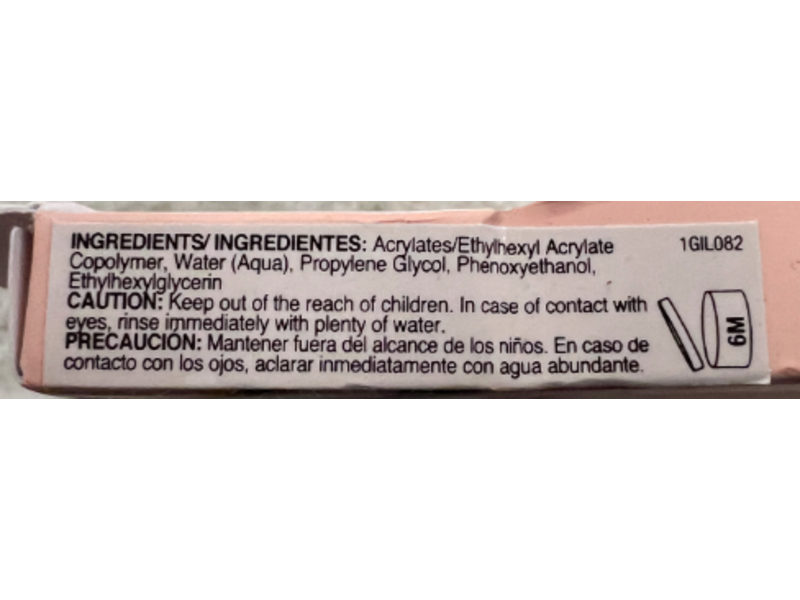 INGREDIENTS/ INGREDIENTES: Acrylates/Ethylhexyl Acrylate 1GIL082
Copolymer, Water (Aqua), Propylene Glycol, Phenoxyethanol,
Ethylhexylglycerin
CAUTION: Keep out of the reach of children. In case of contact with
eyes, rinse immediately with plenty of water.
PRECAUCIÓN: Mantener fuera del alcance de los niños. En caso de
contacto con los ojos, aclarar inmediatamente con agua abundante.
6M